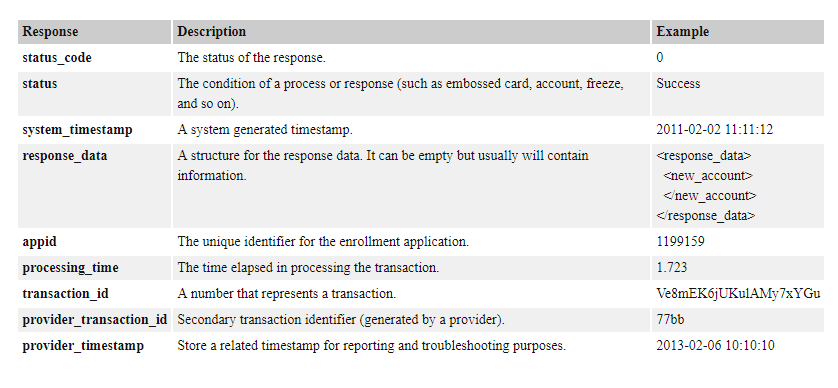 Response Description Example
status_code The status of the response. 0
status The condition of a process or response (such as embossed card, account, freeze, Success
and so on).
system_timestamp A system generated timestamp. 2011-02-02 11:11:12
response_data A structure for the response data. It can be empty but usually will contain <response_data>
information. <new_account>
</new_account>
</response_data>
appid The unique identifier for the enrollment application. 1199159
processing_time The time elapsed in processing the transaction. 1.723
transaction_id A number that represents a transaction. Ve8mEK6jUKulAMy7xYGu
provider_transaction_id Secondary transaction identifier (generated by a provider). 77bb
provider_timestamp Store a related timestamp for reporting and troubleshooting purposes. 2013-02-06 10:10:10